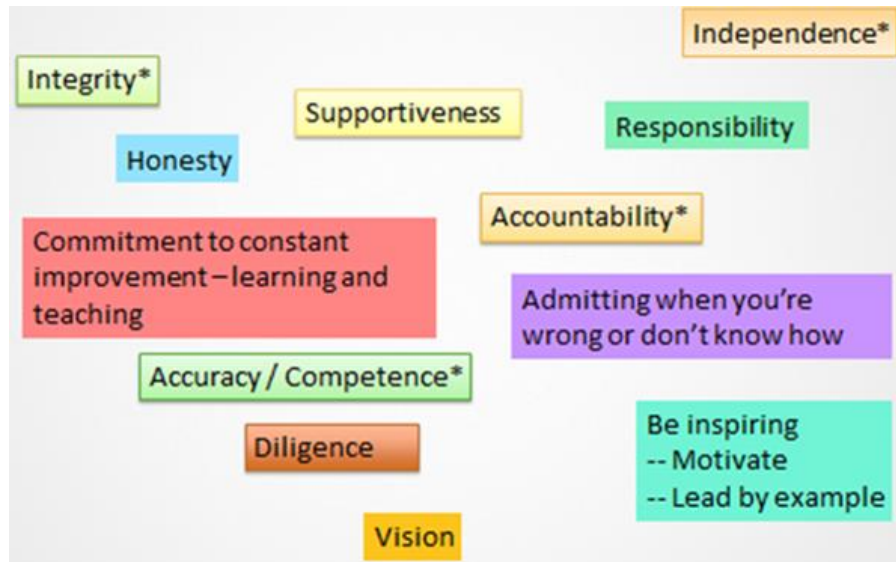 Independence*
Integrity*
Supportiveness
Responsibility
Honesty
Accountability*
Commitment to constant
improvement – learning and
teaching
Admitting when you’re
wrong or don’t know how
Accuracy / Competence*
Be inspiring
-- Motivate
-- Lead by example
Diligence
Vision